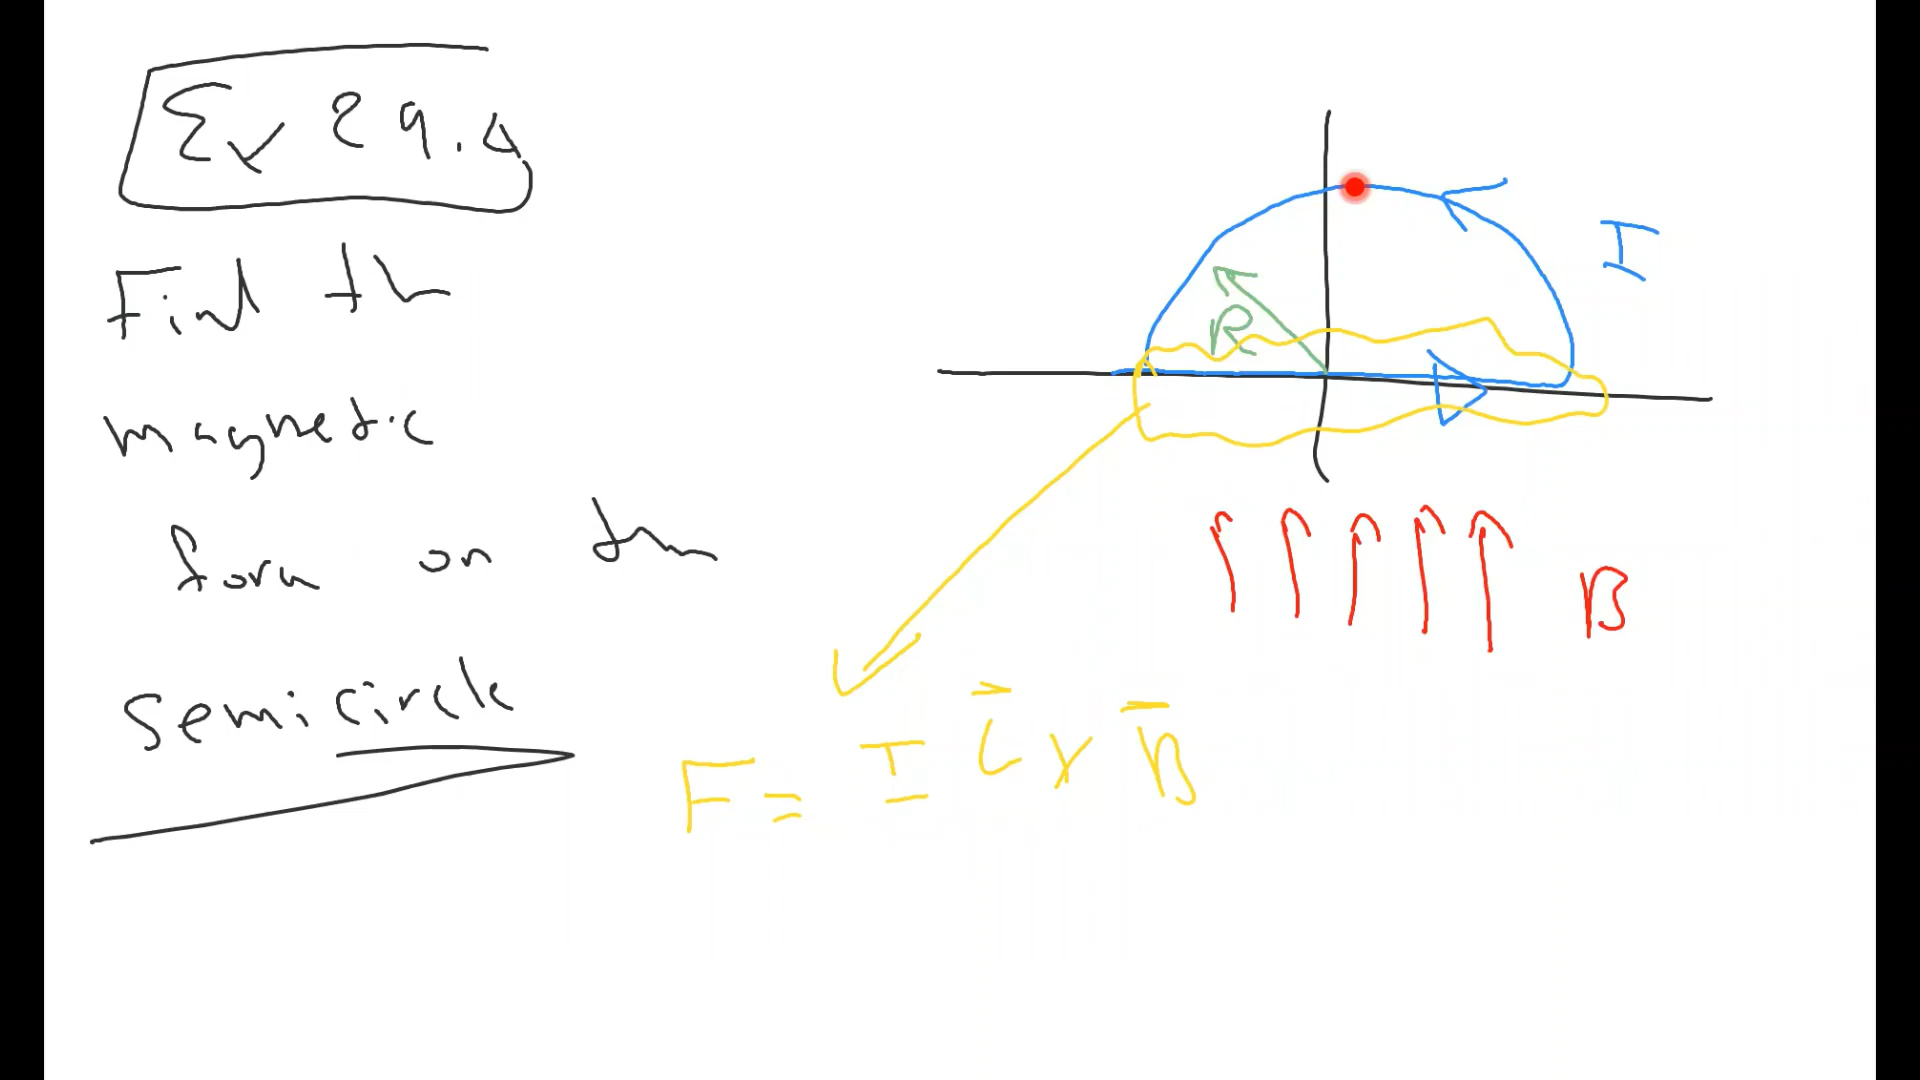 Ex 29.4
Find the
magnetic
force on the
semicircle
I
R
B
F = I L x B